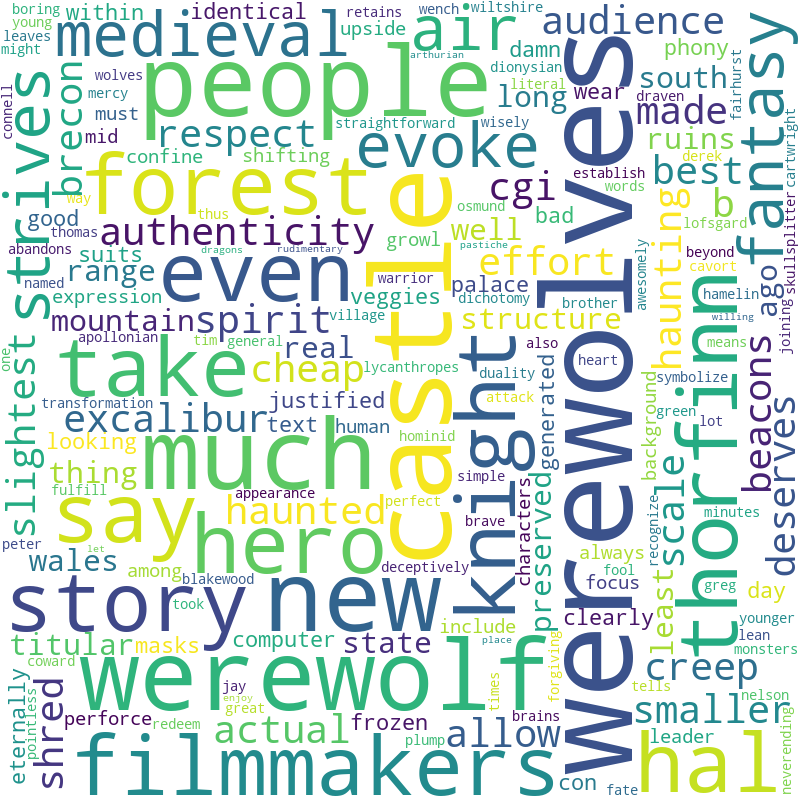 boring
young
leaves
might
medieval
within
identical
upside
retains
wench
wiltshire
air
arthurian
audience
damn
dionysian
literal
phony
fairhurst
fantasy
connell
wolves
mercy
must
mid
people
long
south
wear
made
draven
cartwright
strives
brecon
respect
straightforward
evoke
wisely
werewolves
ruins
confine
shifting
cgi
establish
best
derek
words
b
lofsgard
skullsplitter
way
forest
castle
knight
osmund
thus
good
thomas
authenticity
growl
well
bad
haunting
beyond
cavort
joining
abandons
suits
dragons
rudimentary
pastiche
effort
awesomely
ago
named
range
even
warrior
palace
dichotomy
brother
hamelin
willing
expression
veggies
village
structure
thorfinn
mountain
spirit
apollonian
tim
general
real
also
heart
means
beacons
one
slightest
take
cheap
lycanthropes
duality
generated
background
symbolize
transformation
justified
attack
green
lot
deserves
excalibur
text
human
hominid
looking
much
scale
thing
simple
fulfill
appearance
perfect
brave
characters
preserved
recognize
minutes
say
haunted
hero
peter
let
always
wales
among
deceptively
fool
focus
greg
day
blakewood
story
took
new
least
younger
include
clearly
place
lean
monsters
titular
masks
computer
state
forgiving
creep
coward
werewolf
jay
enjoy
great
times
tells
nelson
eternally
pointless
shred
perforce
redeem
frozen
brains
smaller
actual
plump
allow
leader
neverending
filmmakers
con
fate
hal